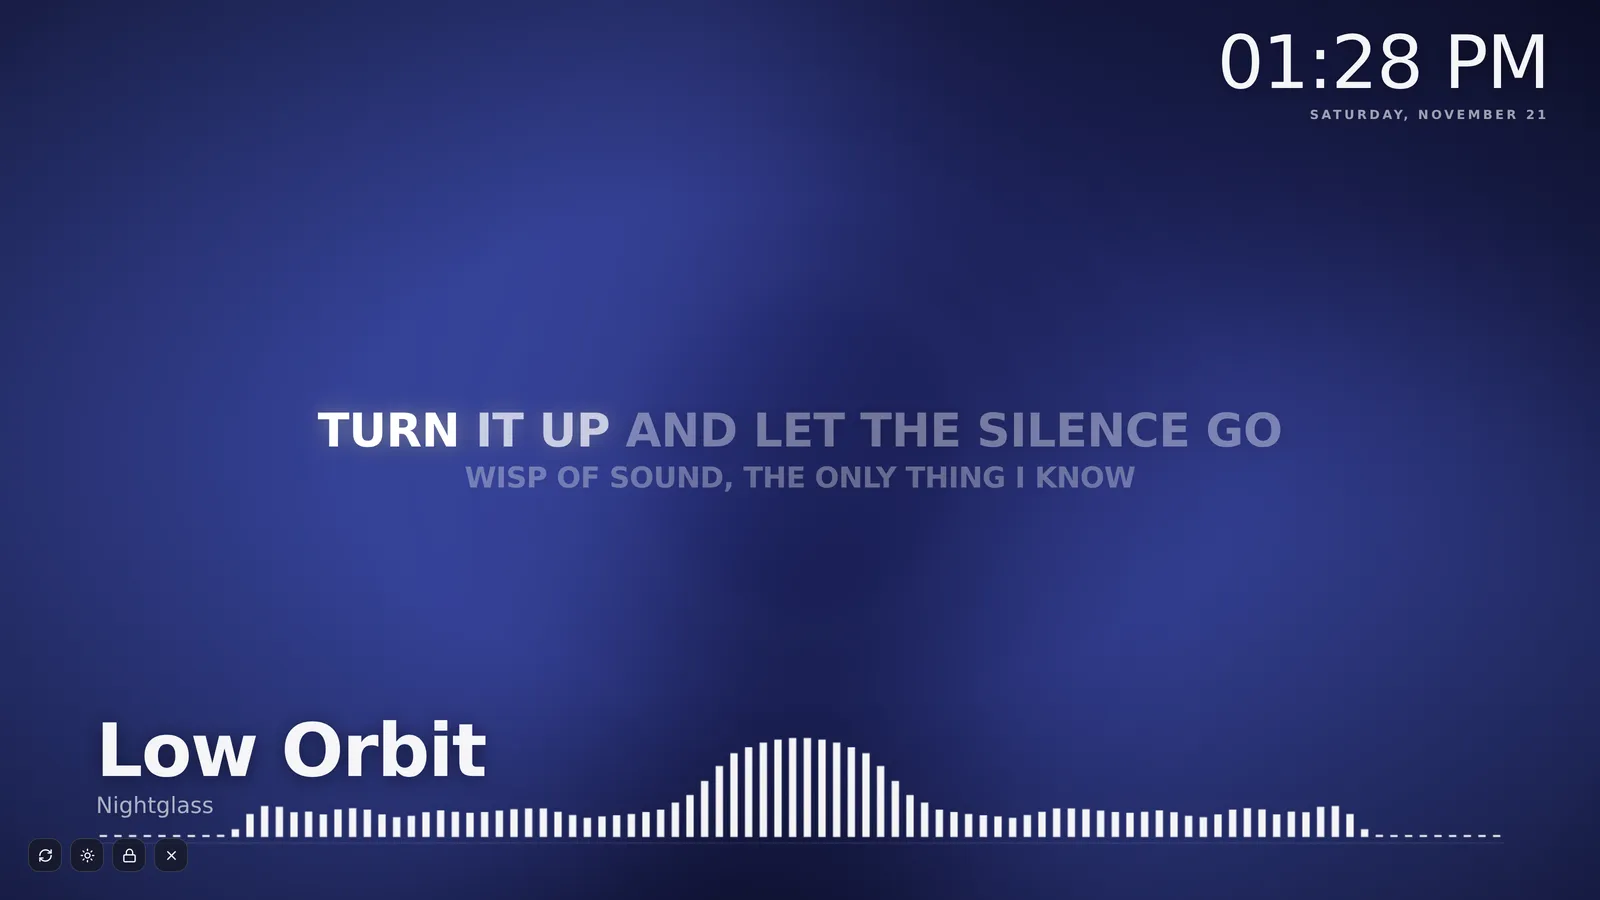 01:28 PM
SATURDAY, NOVEMBER 21
TURN IT UP AND LET THE SILENCE GO
WISP OF SOUND, THE ONLY THING I KNOW
Low Orbit
Nightglass